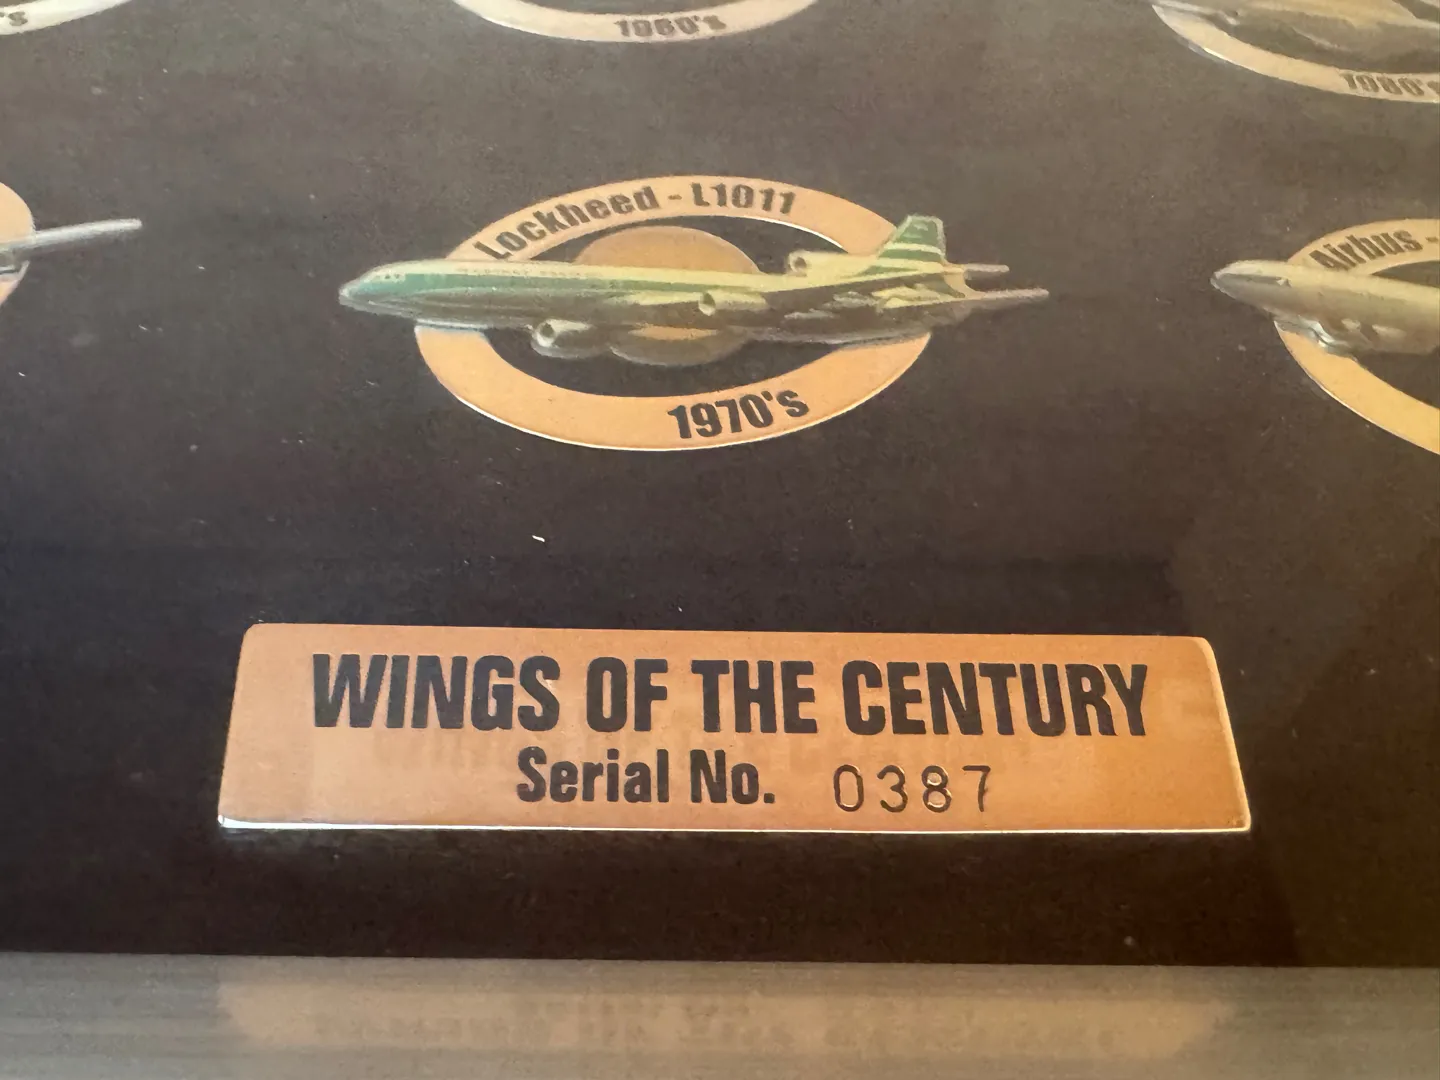 1960's
1980's
Lockheed - L1011
1970's
Airbus -
WINGS OF THE CENTURY
Serial No. 0387